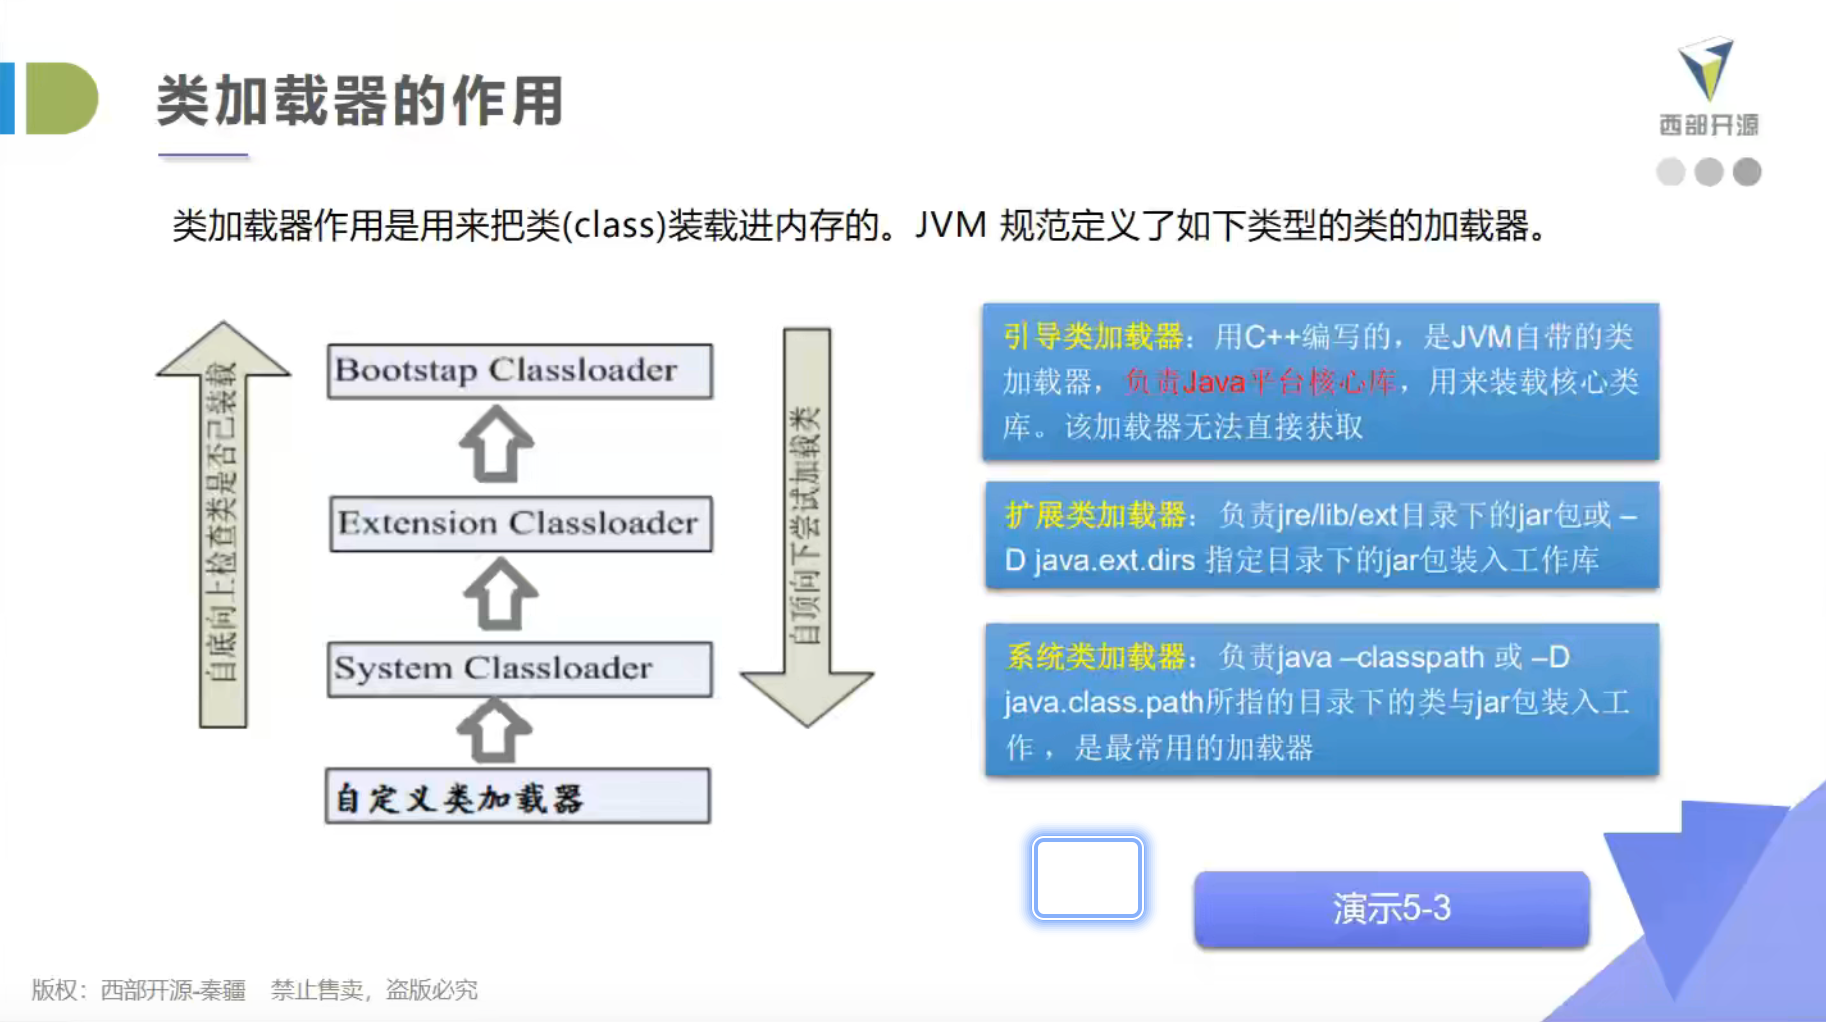 类加载器的作用
西部开源
类加载器作用是用来把类(class)装载进内存的。JVM 规范定义了如下类型的类的加载器。
自底向上检查类是否已装载
Bootstap Classloader
Extension Classloader
System Classloader
自定义类加载器
自顶向下尝试加载类
引导类加载器：用C++编写的，是JVM自带的类
加载器，负责Java平台核心库，用来装载核心类
库。该加载器无法直接获取
扩展类加载器：负责jre/lib/ext目录下的jar包或 –
D java.ext.dirs 指定目录下的jar包装入工作库
系统类加载器：负责java –classpath 或 –D
java.class.path所指的目录下的类与jar包装入工
作 ，是最常用的加载器
演示5-3
版权：西部开源-秦疆 禁止售卖，盗版必究